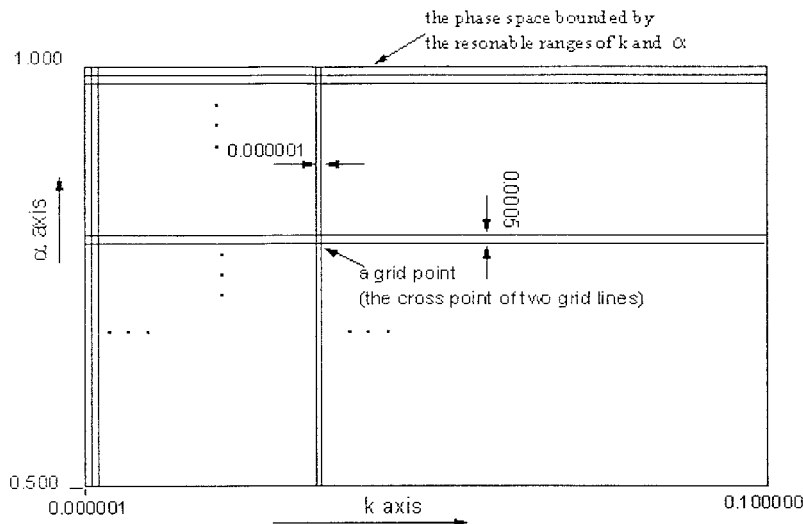 the phase space bounded by
the resonable ranges of k and α
1.000
0.000001
0.0005
α axis
a grid point
(the cross point of two grid lines)
0.500
0.000001
k axis
0.100000